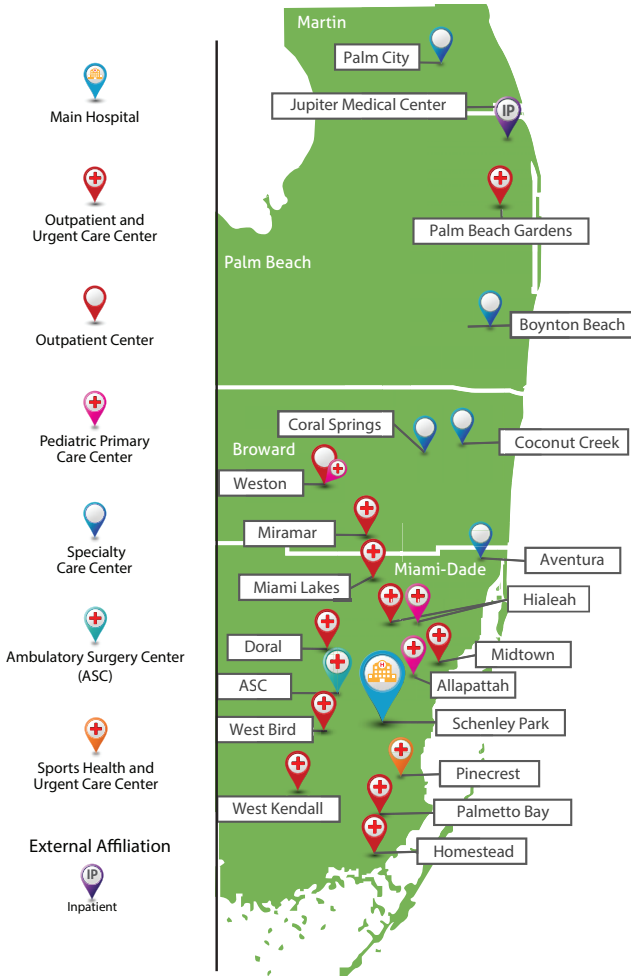 Main Hospital
Outpatient and
Urgent Care Center
Outpatient Center
Pediatric Primary
Care Center
Specialty
Care Center
Ambulatory Surgery Center
(ASC)
Sports Health and
Urgent Care Center
External Affiliation
IP
Inpatient
Martin
Palm City
Jupiter Medical Center
IP
Palm Beach Gardens
Palm Beach
Boynton Beach
Coral Springs
Coconut Creek
Broward
Weston
Miramar
Aventura
Miami-Dade
Miami Lakes
Hialeah
Doral
Midtown
ASC
Allapattah
H
West Bird
Schenley Park
Pinecrest
West Kendall
Palmetto Bay
Homestead